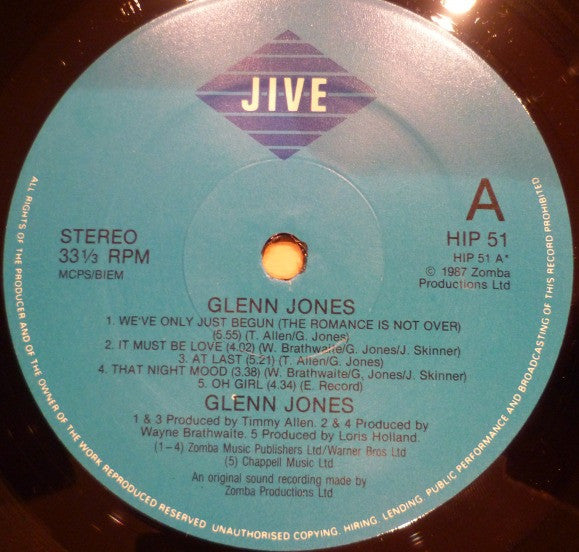 JIVE
A
STEREO
33⅓ RPM
MCPS/BIEM
HIP 51
HIP 51 A*
© 1987 Zomba
Productions Ltd
GLENN JONES
1. WE'VE ONLY JUST BEGUN (THE ROMANCE IS NOT OVER)
(5.55) (T. Allen/G. Jones)
2. IT MUST BE LOVE (4.02) (W. Brathwaite/G. Jones/J. Skinner)
3. AT LAST (5.21) (T. Allen/G. Jones)
4. THAT NIGHT MOOD (3.38) (W. Brathwaite/G, Jones/J. Skinner)
5. OH GIRL (4.34) (E. Record)
GLENN JONES
1 & 3 Produced by Timmy Allen. 2 & 4 Produced by
Wayne Brathwaite. 5 Produced by Loris Holland.
(1–4) Zomba Music Publishers Ltd/Warner Bros Ltd
(5) Chappell Music Ltd
An original sound recording made by
Zomba Productions Ltd
ALL RIGHTS OF THE PRODUCER AND OF THE OWNER OF THE WORK REPRODUCED RESERVED. UNAUTHORISED COPYING. HIRING. LENDING. PUBLIC PERFORMANCE AND BROADCASTING OF THIS RECORD PROHIBITED